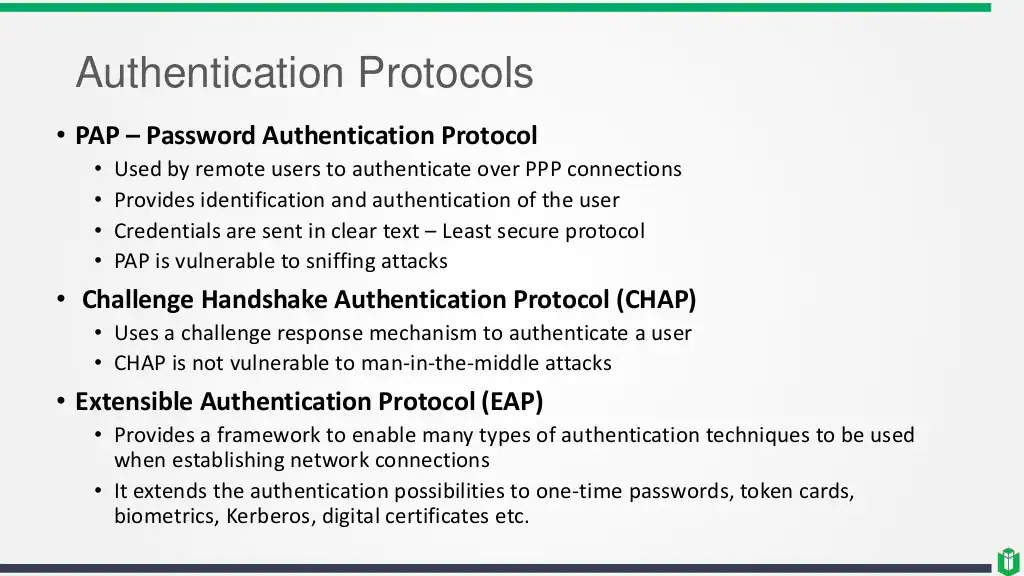 Authentication Protocols
• PAP – Password Authentication Protocol
• Used by remote users to authenticate over PPP connections
• Provides identification and authentication of the user
• Credentials are sent in clear text – Least secure protocol
• PAP is vulnerable to sniffing attacks
• Challenge Handshake Authentication Protocol (CHAP)
• Uses a challenge response mechanism to authenticate a user
• CHAP is not vulnerable to man-in-the-middle attacks
• Extensible Authentication Protocol (EAP)
• Provides a framework to enable many types of authentication techniques to be used
when establishing network connections
• It extends the authentication possibilities to one-time passwords, token cards,
biometrics, Kerberos, digital certificates etc.